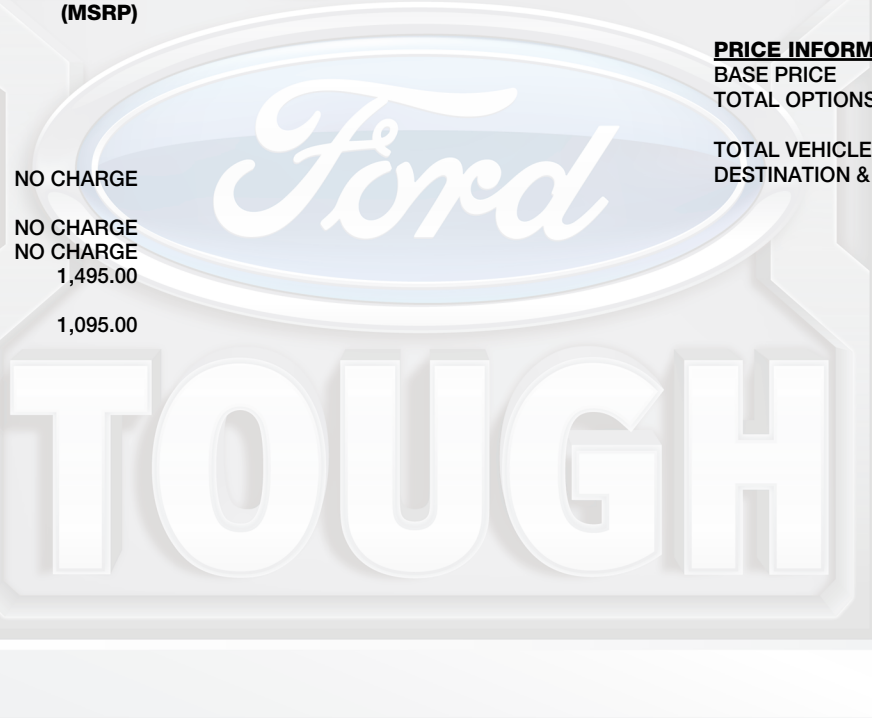 (MSRP)
NO CHARGE
NO CHARGE
NO CHARGE
1,495.00
1,095.00
PRICE INFORM
BASE PRICE
TOTAL OPTIONS
TOTAL VEHICLE
DESTINATION &
Ford
TOUGH